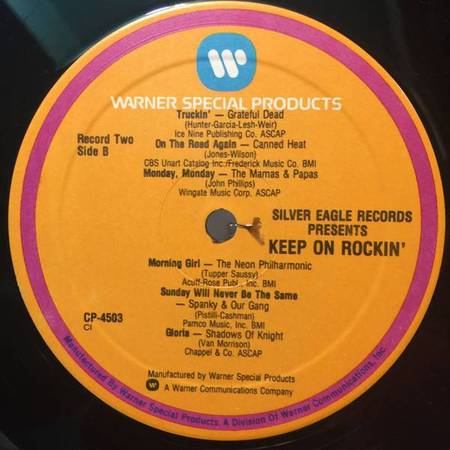 WARNER SPECIAL PRODUCTS
Truckin' — Grateful Dead
(Hunter-Garcia-Lesh-Weir)
Ice Nine Publishing Co. ASCAP
Record Two
Side B
On The Road Again — Canned Heat
(Jones-Wilson)
CBS Unart Catalog Inc./Frederick Music Co. BMI
Monday, Monday — The Mamas & Papas
(John Phillips)
Wingate Music Corp. ASCAP
SILVER EAGLE RECORDS
PRESENTS
KEEP ON ROCKIN'
Morning Girl — The Neon Philharmonic
(Tupper Saussy)
Acuff-Rose Publ., Inc. BMI
Sunday Will Never Be The Same
— Spanky & Our Gang
(Pistilli-Cashman)
Pamco Music, Inc. BMI
Gloria — Shadows Of Knight
(Van Morrison)
Chappel & Co. ASCAP
CP-4503
CI
Manufactured by Warner Special Products
A Warner Communications Company
Manufactured By Warner Special Products, A Division Of Warner Communications, Inc.